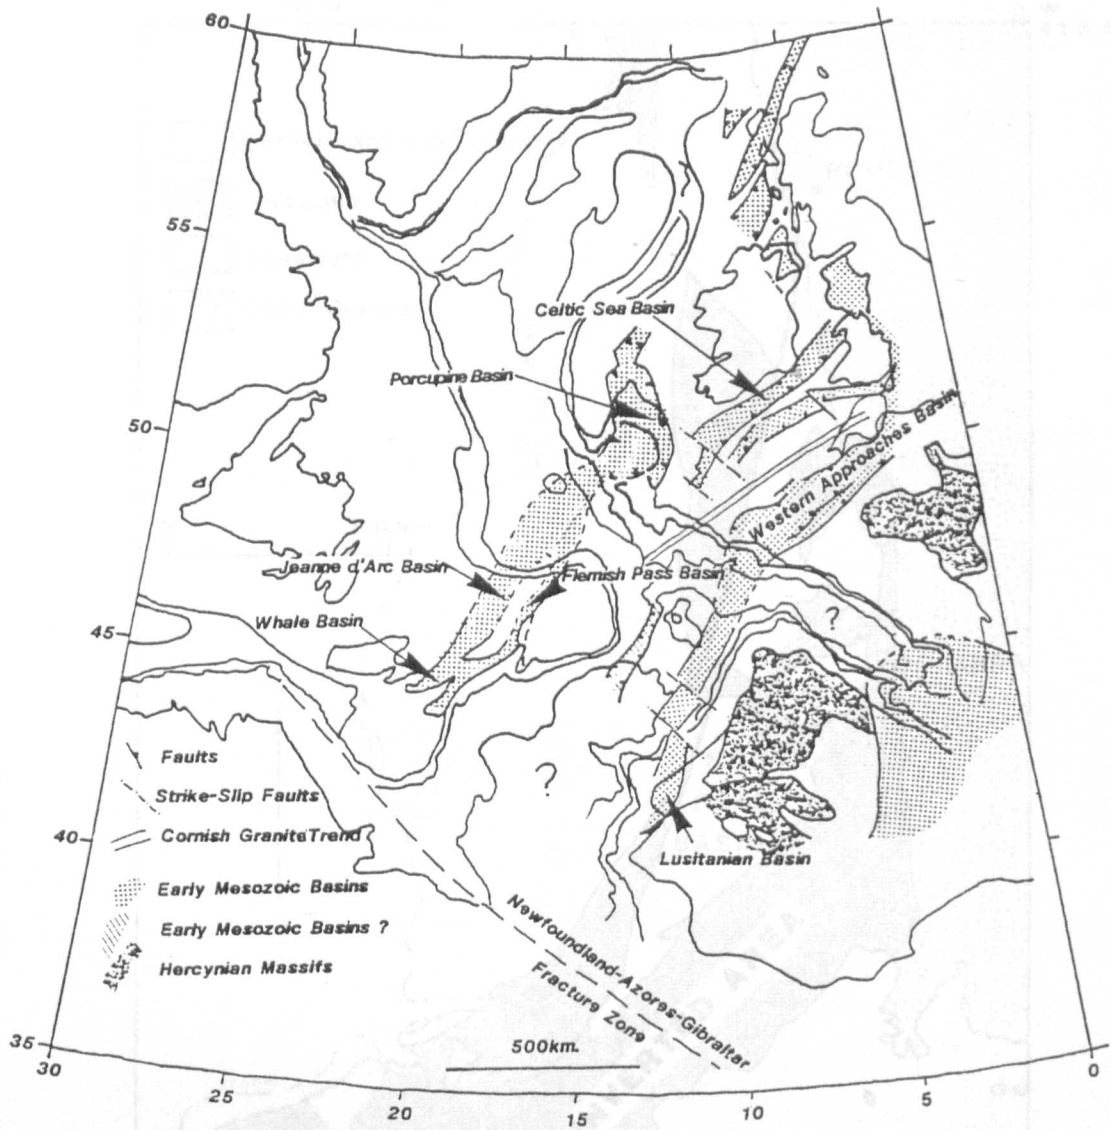 60
55
Celtic Sea Basin
Porcupine Basin
50
Western Approaches Basin
Jeanne d'Arc Basin
Flemish Pass Basin
Whale Basin
45
?
?
Faults
Strike-Slip Faults
Cornish Granite Trend
40
Lusitanian Basin
Early Mesozoic Basins
Early Mesozoic Basins ?
Hercynian Massifs
Newfoundland-Azores-Gibraltar
Fracture Zone
500km.
35
30
25
20
15
10
5
0